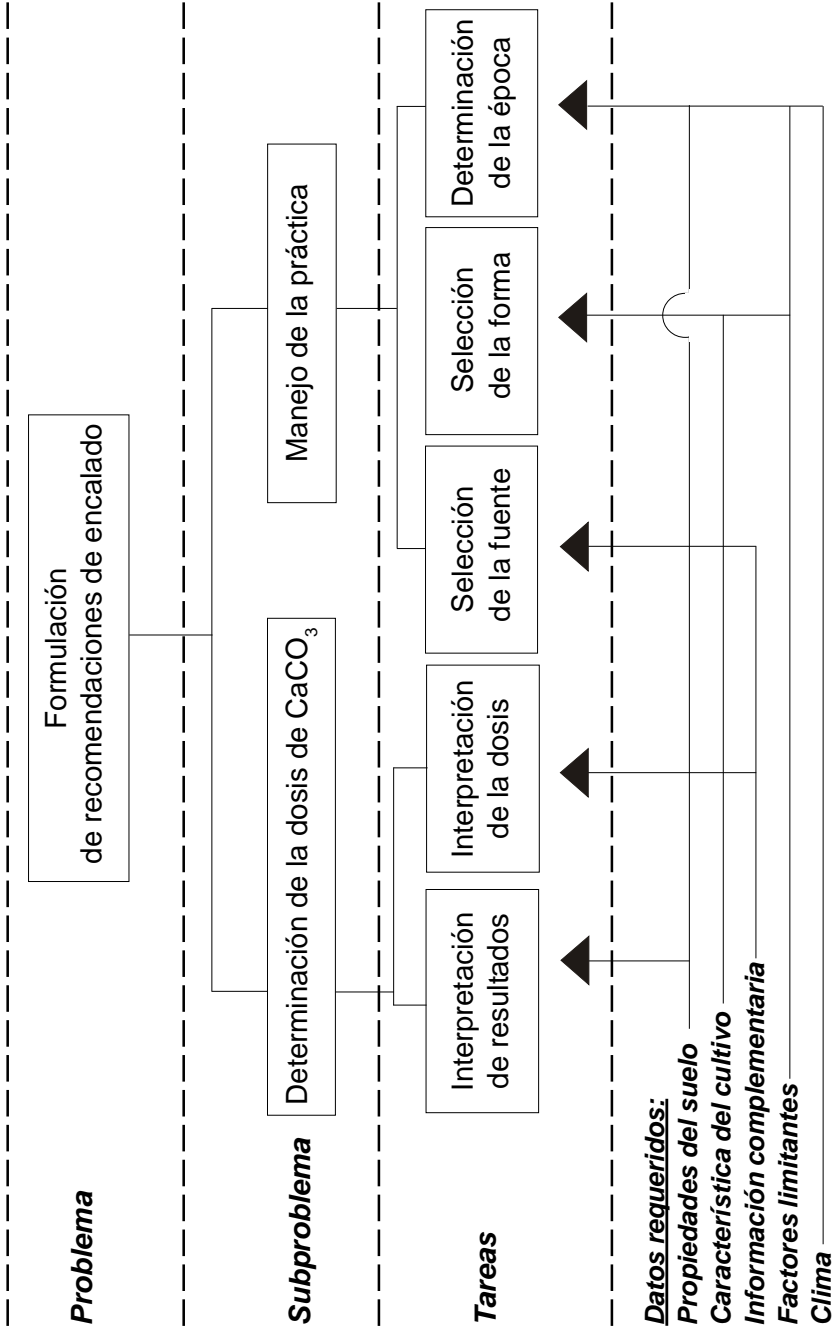 Problema
Formulación
de recomendaciones de encalado
Subproblema
Determinación de la dosis de CaCO₃
Manejo de la práctica
Tareas
Interpretación
de resultados
Interpretación
de la dosis
Selección
de la fuente
Selección
de la forma
Determinación
de la época
Datos requeridos:
Propiedades del suelo
Característica del cultivo
Información complementaria
Factores limitantes
Clima